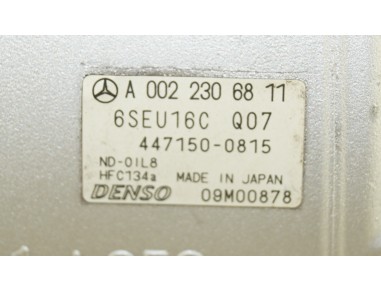 A 002 230 68 11
6SEU16C Q07
447150-0815
ND-OIL8
HFC134a MADE IN JAPAN
DENSO 09M00878